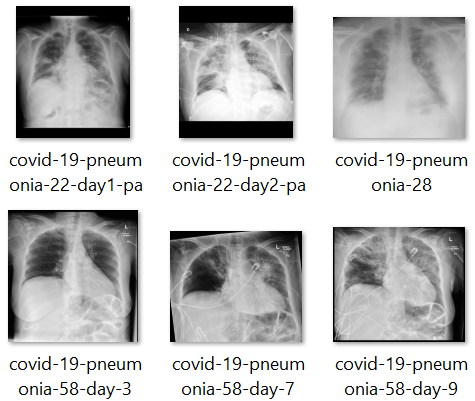 covid-19-pneum covid-19-pneum covid-19-pneum
onia-22-day1-pa onia-22-day2-pa onia-28
L L L
covid-19-pneum covid-19-pneum covid-19-pneum
onia-58-day-3 onia-58-day-7 onia-58-day-9